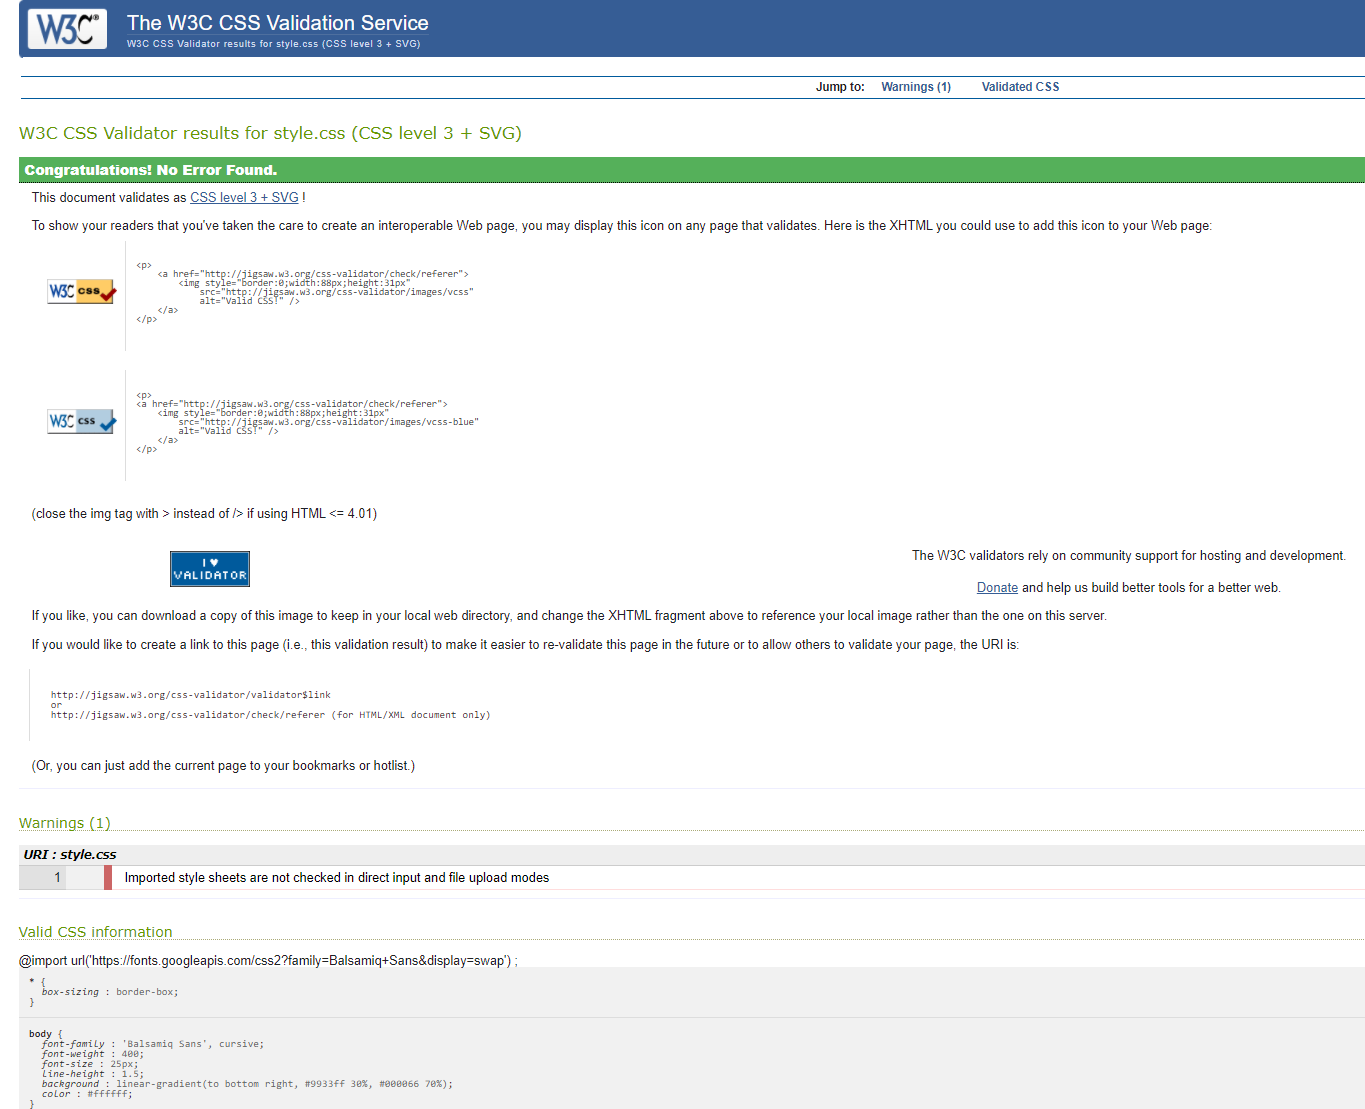 W3C®
The W3C CSS Validation Service
W3C CSS Validator results for style.css (CSS level 3 + SVG)
Jump to: Warnings (1) Validated CSS
W3C CSS Validator results for style.css (CSS level 3 + SVG)
Congratulations! No Error Found.
This document validates as CSS level 3 + SVG !
To show your readers that you've taken the care to create an interoperable Web page, you may display this icon on any page that validates. Here is the XHTML you could use to add this icon to your Web page:
W3C css
<p>
<a href="http://jigsaw.w3.org/css-validator/check/referer">
<img style="border:0;width:88px;height:31px"
src="http://jigsaw.w3.org/css-validator/images/vcss"
alt="Valid CSS!" />
</a>
</p>
W3C css
<p>
<a href="http://jigsaw.w3.org/css-validator/check/referer">
<img style="border:0;width:88px;height:31px"
src="http://jigsaw.w3.org/css-validator/images/vcss-blue"
alt="Valid CSS!" />
</a>
</p>
(close the img tag with > instead of /> if using HTML <= 4.01)
I ♥
VALIDATOR
The W3C validators rely on community support for hosting and development.
Donate and help us build better tools for a better web.
If you like, you can download a copy of this image to keep in your local web directory, and change the XHTML fragment above to reference your local image rather than the one on this server.
If you would like to create a link to this page (i.e., this validation result) to make it easier to re-validate this page in the future or to allow others to validate your page, the URI is:
http://jigsaw.w3.org/css-validator/validator$link
or
http://jigsaw.w3.org/css-validator/check/referer (for HTML/XML document only)
(Or, you can just add the current page to your bookmarks or hotlist.)
Warnings (1)
URI : style.css
1 Imported style sheets are not checked in direct input and file upload modes
Valid CSS information
@import url('https://fonts.googleapis.com/css2?family=Balsamiq+Sans&display=swap') ;
* {
box-sizing : border-box;
}
body {
font-family : 'Balsamiq Sans', cursive;
font-weight : 400;
font-size : 25px;
line-height : 1.5;
background : linear-gradient(to bottom right, #9933ff 30%, #000066 70%);
color : #ffffff;
}